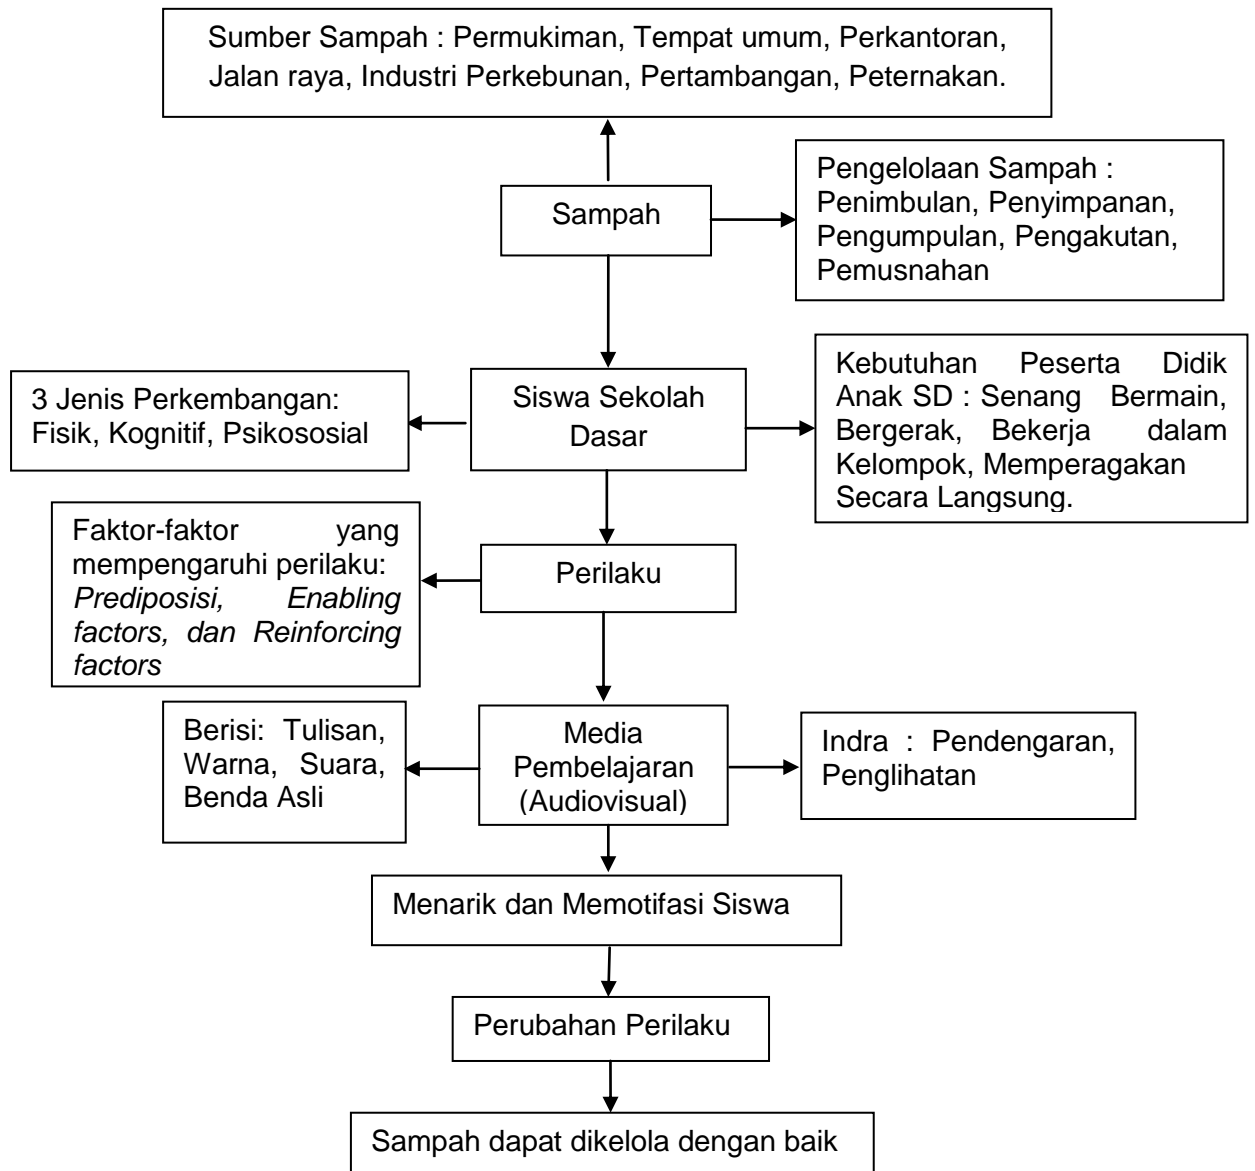 Sumber Sampah : Permukiman, Tempat umum, Perkantoran,
Jalan raya, Industri Perkebunan, Pertambangan, Peternakan.
Pengelolaan Sampah :
Penimbulan, Penyimpanan,
Pengumpulan, Pengakutan,
Pemusnahan
Sampah
3 Jenis Perkembangan:
Fisik, Kognitif, Psikososial
Siswa Sekolah
Dasar
Kebutuhan Peserta Didik
Anak SD : Senang Bermain,
Bergerak, Bekerja dalam
Kelompok, Memperagakan
Secara Langsung.
Faktor-faktor yang
mempengaruhi perilaku:
Prediposisi, Enabling
factors, dan Reinforcing
factors
Perilaku
Berisi: Tulisan,
Warna, Suara,
Benda Asli
Media
Pembelajaran
(Audiovisual)
Indra : Pendengaran,
Penglihatan
Menarik dan Memotifasi Siswa
Perubahan Perilaku
Sampah dapat dikelola dengan baik